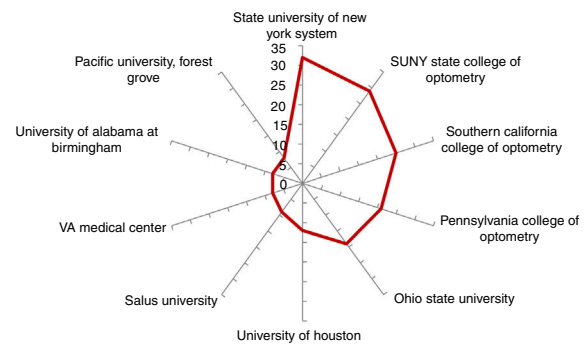 State university of new
york system
35
30
25
20
15
10
5
0
SUNY state college of
optometry
Southern california
college of optometry
Pennsylvania college of
optometry
Ohio state university
University of houston
Salus university
VA medical center
University of alabama at
birmingham
Pacific university, forest
grove